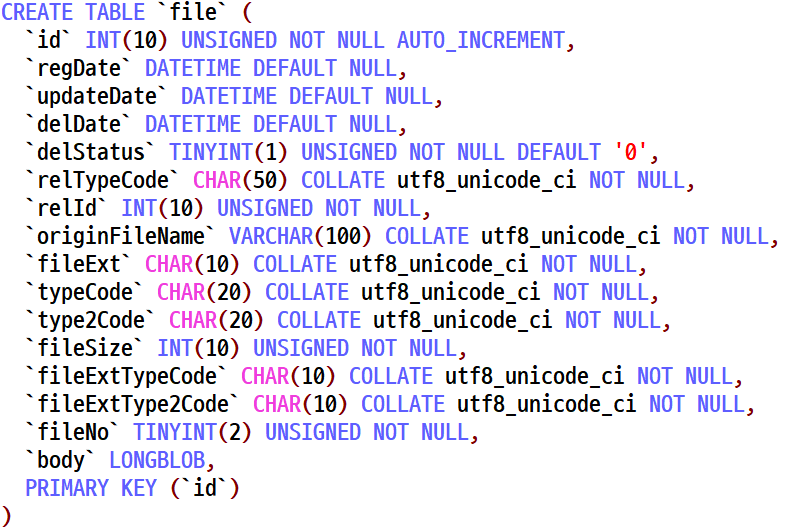 CREATE TABLE `file` (
  `id` INT(10) UNSIGNED NOT NULL AUTO_INCREMENT,
  `regDate` DATETIME DEFAULT NULL,
  `updateDate` DATETIME DEFAULT NULL,
  `delDate` DATETIME DEFAULT NULL,
  `delStatus` TINYINT(1) UNSIGNED NOT NULL DEFAULT '0',
  `relTypeCode` CHAR(50) COLLATE utf8_unicode_ci NOT NULL,
  `relId` INT(10) UNSIGNED NOT NULL,
  `originFileName` VARCHAR(100) COLLATE utf8_unicode_ci NOT NULL,
  `fileExt` CHAR(10) COLLATE utf8_unicode_ci NOT NULL,
  `typeCode` CHAR(20) COLLATE utf8_unicode_ci NOT NULL,
  `type2Code` CHAR(20) COLLATE utf8_unicode_ci NOT NULL,
  `fileSize` INT(10) UNSIGNED NOT NULL,
  `fileExtTypeCode` CHAR(10) COLLATE utf8_unicode_ci NOT NULL,
  `fileExtType2Code` CHAR(10) COLLATE utf8_unicode_ci NOT NULL,
  `fileNo` TINYINT(2) UNSIGNED NOT NULL,
  `body` LONGBLOB,
  PRIMARY KEY (`id`)
)